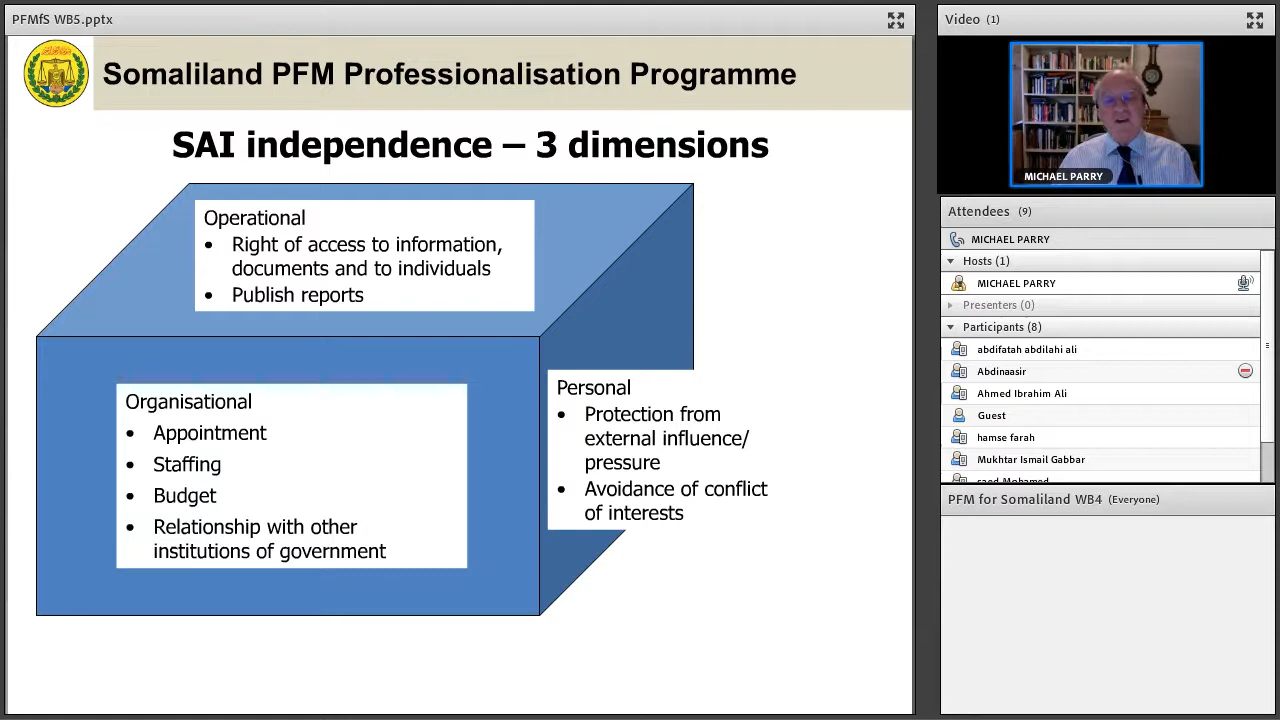 PFMfS WB5.pptx
Somaliland PFM Professionalisation Programme
SAI independence – 3 dimensions
Operational
• Right of access to information,
documents and to individuals
• Publish reports
Organisational
• Appointment
• Staffing
• Budget
• Relationship with other
institutions of government
Personal
• Protection from
external influence/
pressure
• Avoidance of conflict
of interests
Video (1)
MICHAEL PARRY
Attendees (9)
MICHAEL PARRY
Hosts (1)
MICHAEL PARRY
Presenters (0)
Participants (8)
abdifatah abdilahi ali
Abdinaasir
Ahmed Ibrahim Ali
Guest
hamse farah
Mukhtar Ismail Gabbar
saed Mohamed
PFM for Somaliland WB4 (Everyone)